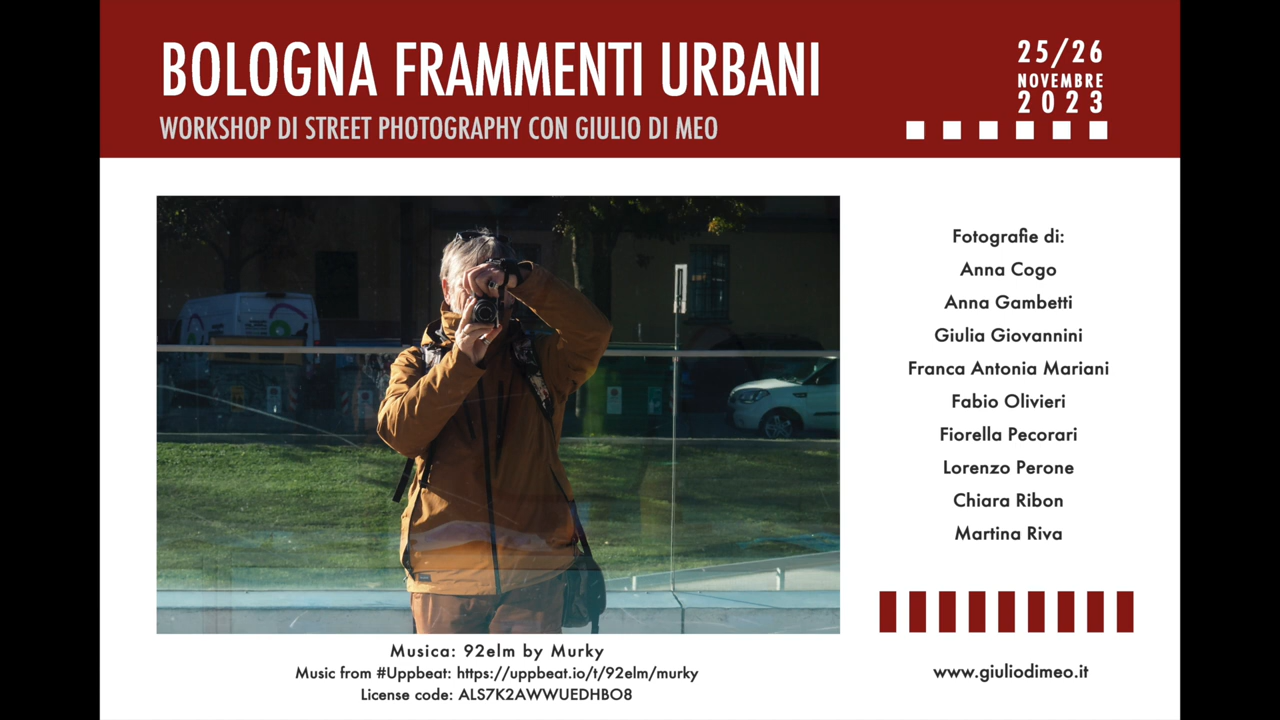 BOLOGNA FRAMMENTI URBANI
WORKSHOP DI STREET PHOTOGRAPHY CON GIULIO DI MEO
25/26
NOVEMBRE
2023
Fotografie di:
Anna Cogo
Anna Gambetti
Giulia Giovannini
Franca Antonia Mariani
Fabio Olivieri
Fiorella Pecorari
Lorenzo Perone
Chiara Ribon
Martina Riva
www.giuliodimeo.it
Musica: 92elm by Murky
Music from #Uppbeat: https://uppbeat.io/t/92elm/murky
License code: ALS7K2AWWUEDHBO8